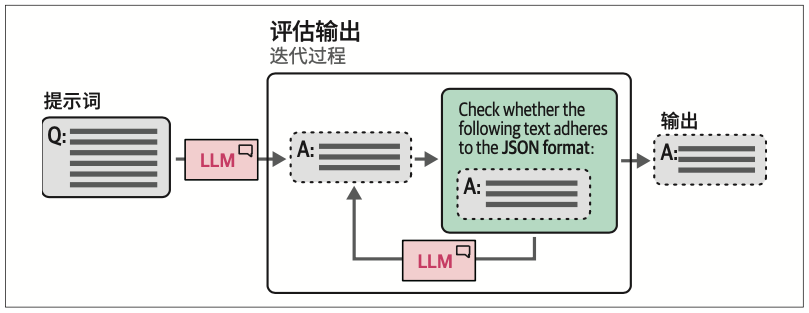 评估输出
迭代过程
提示词
Q:
LLM
A:
Check whether the
following text adheres
to the JSON format:
A:
LLM
输出
A: